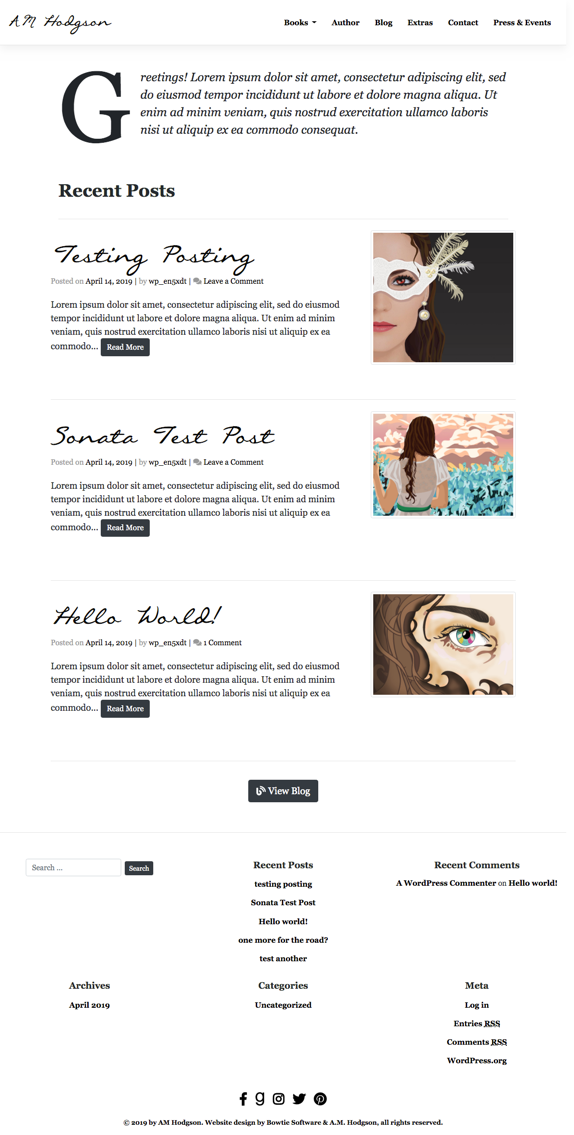 AM Hodgson
Books Author Blog Extras Contact Press & Events
Greetings! Lorem ipsum dolor sit amet, consectetur adipiscing elit, sed
do eiusmod tempor incididunt ut labore et dolore magna aliqua. Ut
enim ad minim veniam, quis nostrud exercitation ullamco laboris
nisi ut aliquip ex ea commodo consequat.
Recent Posts
Testing Posting
Posted on April 14, 2019 | by wp_en5xdt | Leave a Comment
Lorem ipsum dolor sit amet, consectetur adipiscing elit, sed do eiusmod
tempor incididunt ut labore et dolore magna aliqua. Ut enim ad minim
veniam, quis nostrud exercitation ullamco laboris nisi ut aliquip ex ea
commodo... Read More
Sonata Test Post
Posted on April 14, 2019 | by wp_en5xdt | Leave a Comment
Lorem ipsum dolor sit amet, consectetur adipiscing elit, sed do eiusmod
tempor incididunt ut labore et dolore magna aliqua. Ut enim ad minim
veniam, quis nostrud exercitation ullamco laboris nisi ut aliquip ex ea
commodo... Read More
Hello World!
Posted on April 14, 2019 | by wp_en5xdt | 1 Comment
Lorem ipsum dolor sit amet, consectetur adipiscing elit, sed do eiusmod
tempor incididunt ut labore et dolore magna aliqua. Ut enim ad minim
veniam, quis nostrud exercitation ullamco laboris nisi ut aliquip ex ea
commodo... Read More
View Blog
Search ... Search
Recent Posts
testing posting
Sonata Test Post
Hello world!
one more for the road?
test another
Recent Comments
A WordPress Commenter on Hello world!
Archives
April 2019
Categories
Uncategorized
Meta
Log in
Entries RSS
Comments RSS
WordPress.org
© 2019 by AM Hodgson. Website design by Bowtie Software & A.M. Hodgson, all rights reserved.